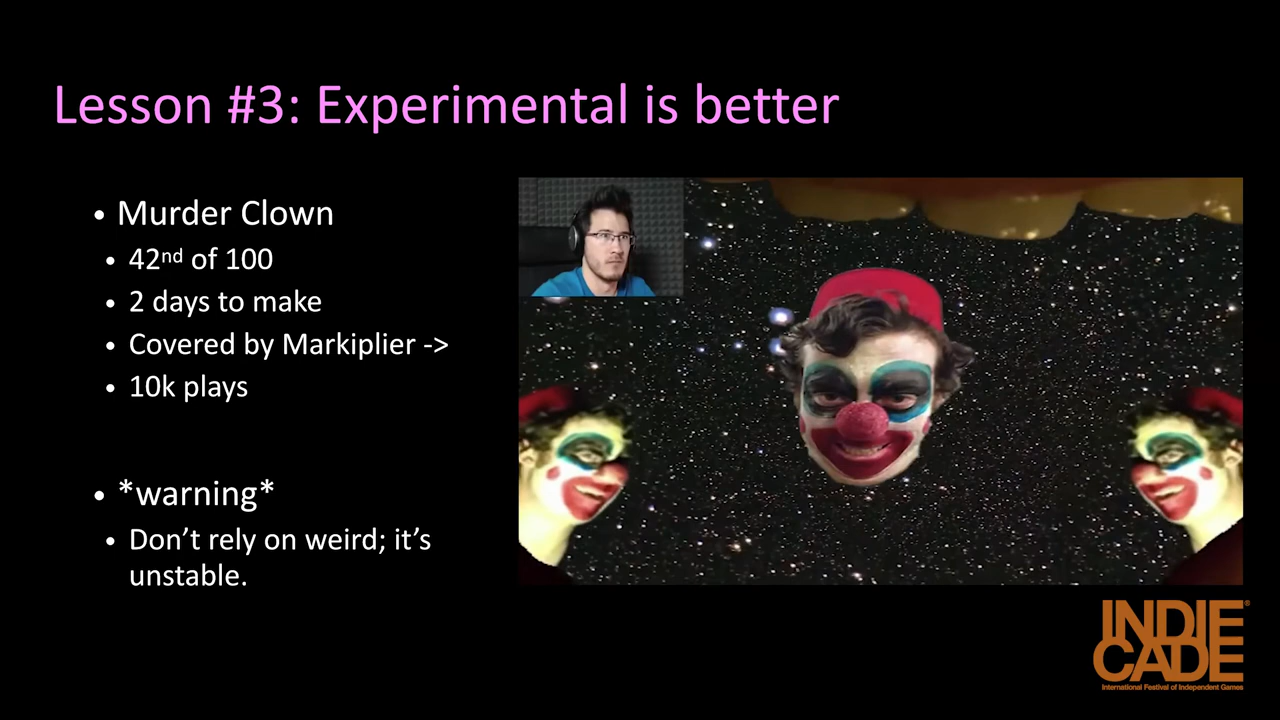 Lesson #3: Experimental is better
• Murder Clown
• 42nd of 100
• 2 days to make
• Covered by Markiplier ->
• 10k plays
• *warning*
• Don’t rely on weird; it’s
unstable.
INDIE®
CADE
International Festival of Independent Games